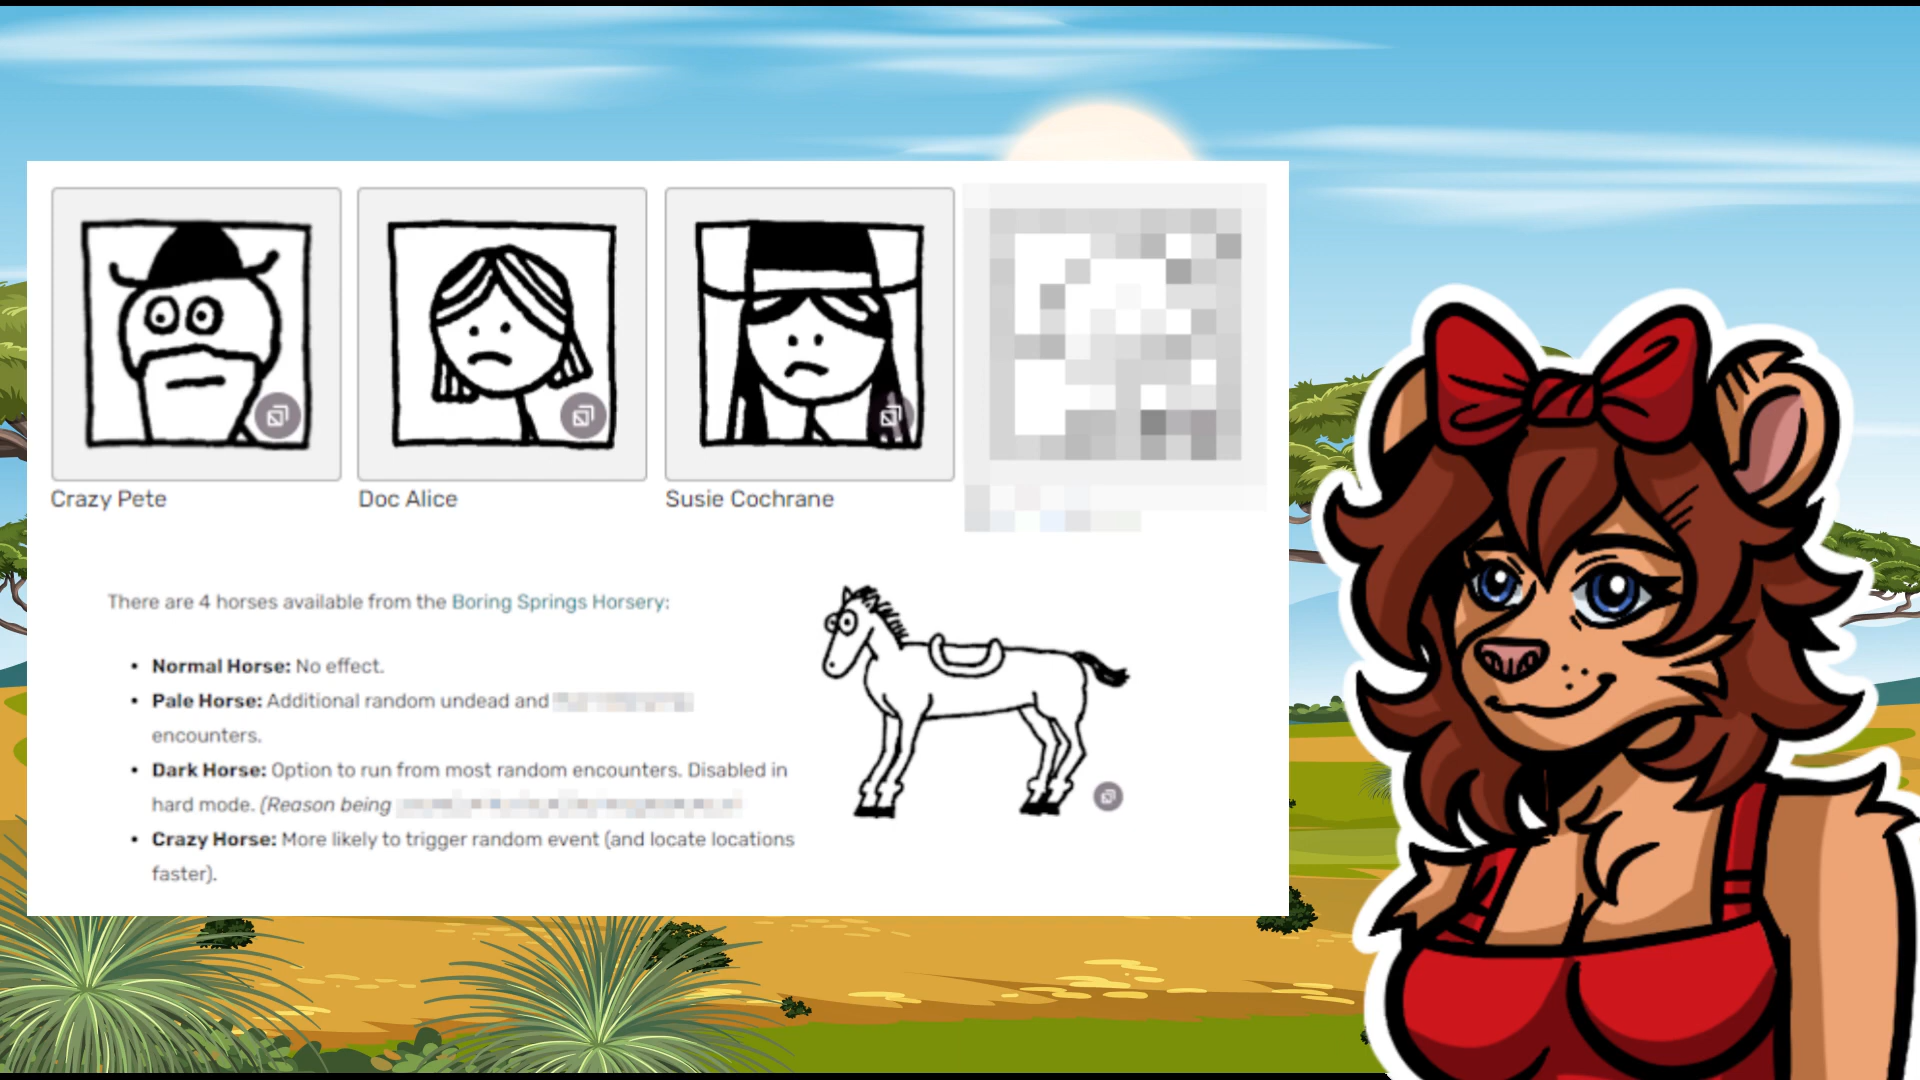 Crazy Pete
Doc Alice
Susie Cochrane
There are 4 horses available from the Boring Springs Horsery:
• Normal Horse: No effect.
• Pale Horse: Additional random undead and
encounters.
• Dark Horse: Option to run from most random encounters. Disabled in
hard mode. (Reason being
• Crazy Horse: More likely to trigger random event (and locate locations
faster).